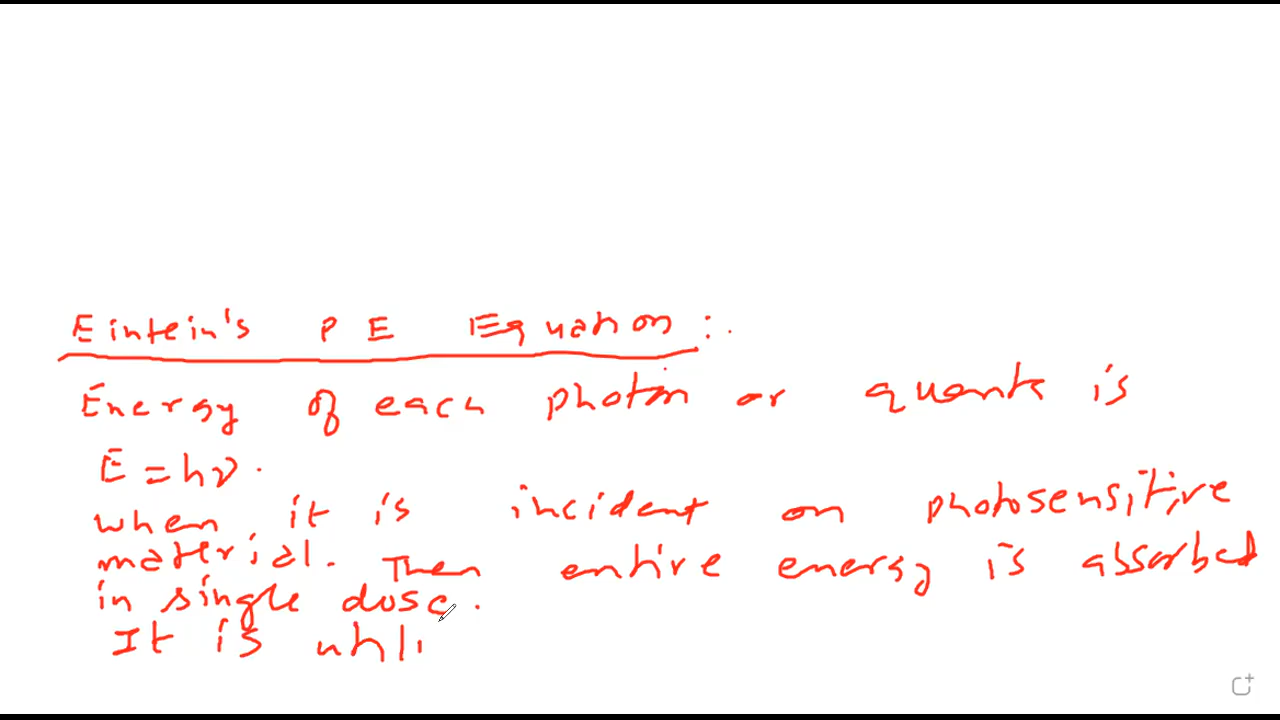 Eintein's P E Equation :.
Energy of each photon or quanta is
E = hν.
when it is incident on photosensitive
material. Then entire energy is absorbed
in single dose.
It is